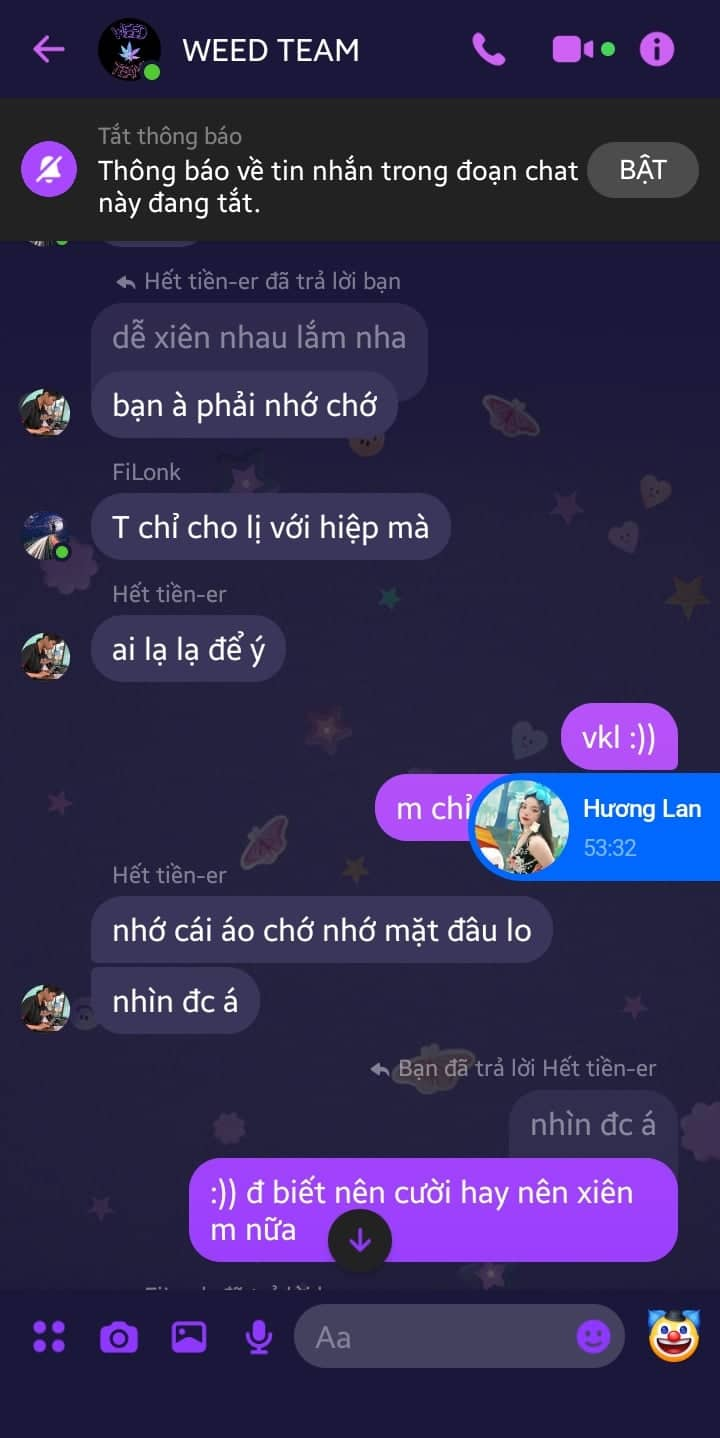 WEED TEAM
WEED
TEAM
Tắt thông báo
Thông báo về tin nhắn trong đoạn chat
này đang tắt.
BẬT
Hết tiền-er đã trả lời bạn
dễ xiên nhau lắm nha
bạn à phải nhớ chớ
FiLonk
T chỉ cho lị với hiệp mà
Hết tiền-er
ai lạ lạ để ý
vkl :))
m chỉ
Hương Lan
53:32
Hết tiền-er
nhớ cái áo chớ nhớ mặt đâu lo
nhìn đc á
Bạn đã trả lời Hết tiền-er
nhìn đc á
:)) đ biết nên cười hay nên xiên
m nữa
Aa